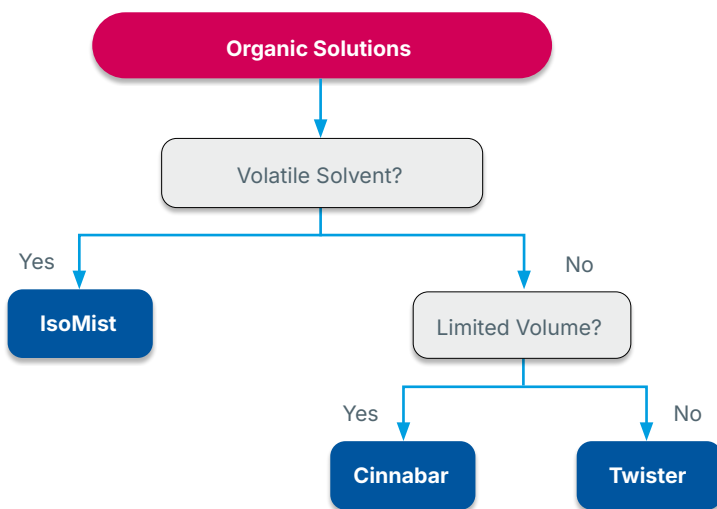 Organic Solutions
Volatile Solvent?
Yes
No
IsoMist
Limited Volume?
Yes
No
Cinnabar
Twister